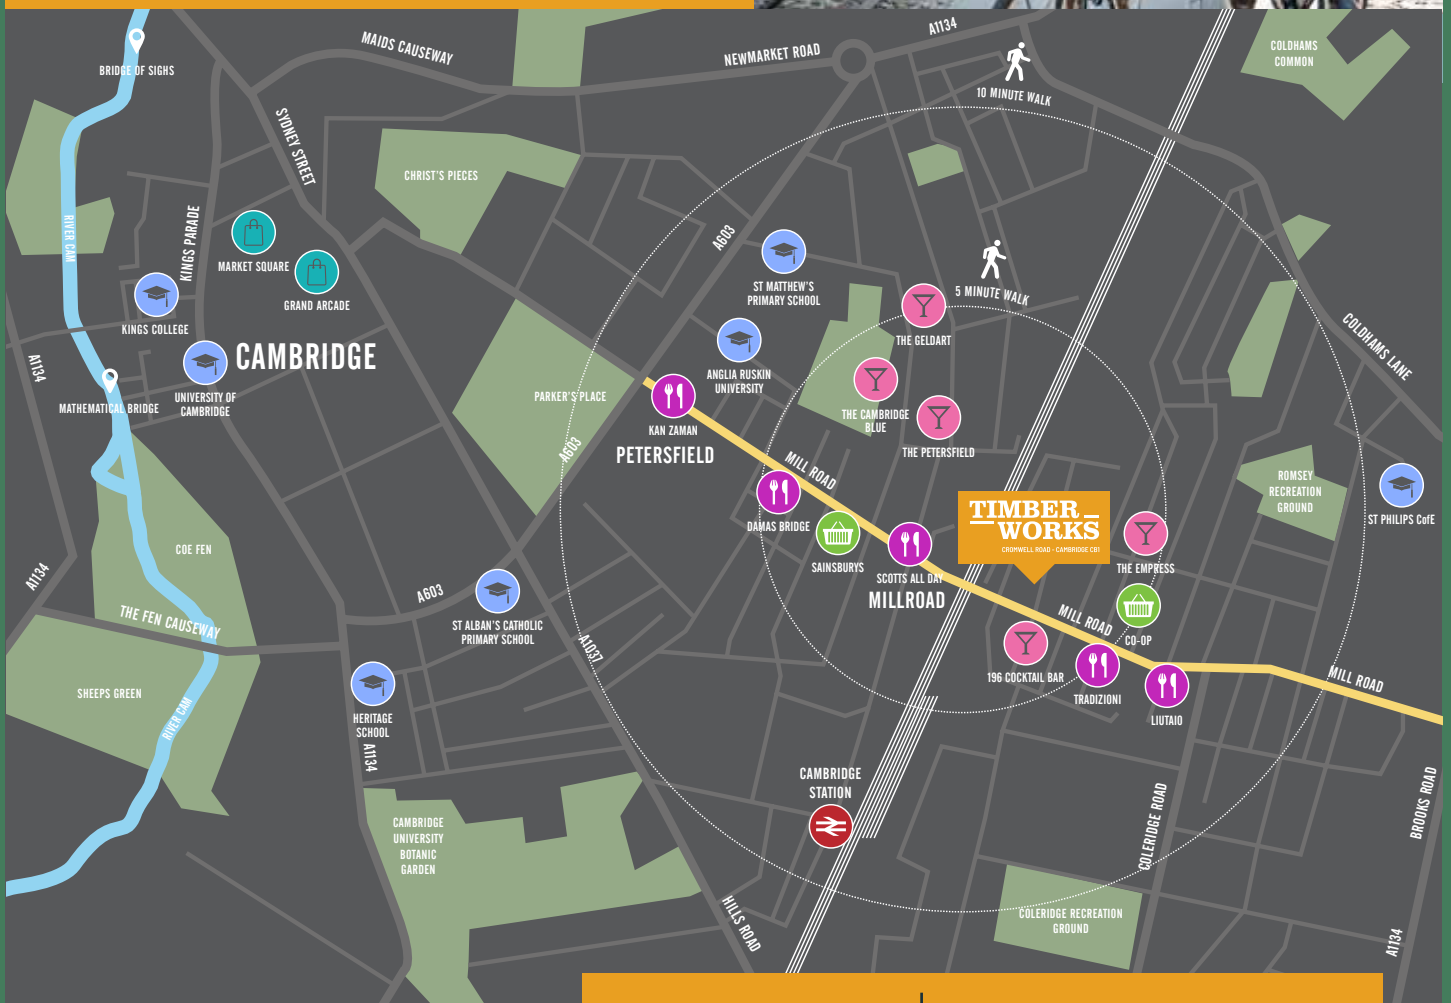 A1134
MAIDS CAUSEWAY
NEWMARKET ROAD
COLDHAMS
COMMON
BRIDGE OF SIGHS
10 MINUTE WALK
SYDNEY STREET
CHRIST'S PIECES
RIVER CAM
KINGS PARADE
MARKET SQUARE
GRAND ARCADE
A603
ST MATTHEW'S
PRIMARY SCHOOL
5 MINUTE WALK
KINGS COLLEGE
THE GELDART
COLDHAMS LANE
A1134
CAMBRIDGE
UNIVERSITY OF
CAMBRIDGE
MATHEMATICAL BRIDGE
ANGLIA RUSKIN
UNIVERSITY
PARKER'S PLACE
THE CAMBRIDGE
BLUE
KAN ZAMAN
PETERSFIELD
A603
THE PETERSFIELD
MILL ROAD
ROMSEY
RECREATION
GROUND
DAMAS BRIDGE
TIMBER
WORKS
CROMWELL ROAD - CAMBRIDGE CB1
ST PHILIPS CofE
COE FEN
SAINSBURYS
SCOTTS ALL DAY
THE EMPRESS
A1134
A603
MILLROAD
THE FEN CAUSEWAY
ST ALBAN'S CATHOLIC
PRIMARY SCHOOL
MILL ROAD
CO-OP
A1037
196 COCKTAIL BAR
TRADIZIONI
MILL ROAD
SHEEPS GREEN
RIVER CAM
HERITAGE
SCHOOL
LIUTAIO
A1134
CAMBRIDGE
STATION
CAMBRIDGE
UNIVERSITY
BOTANIC
GARDEN
COLERIDGE ROAD
BROOKS ROAD
HILLS ROAD
COLERIDGE RECREATION
GROUND
A1134